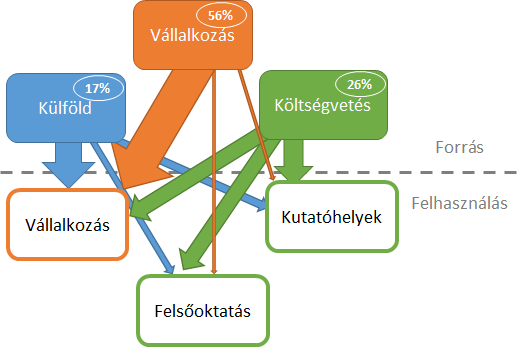 56%
Vállalkozás
17%
Külföld
26%
Költségvetés
Forrás
Felhasználás
Vállalkozás
Kutatóhelyek
Felsőoktatás